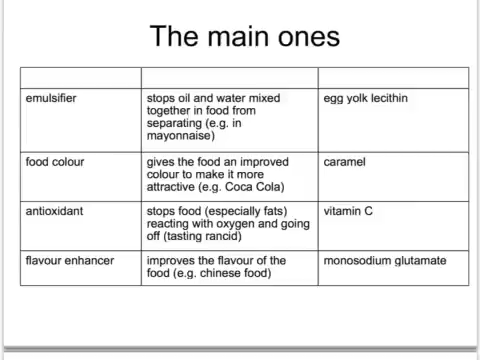 The main ones
emulsifier
stops oil and water mixed
together in food from
separating (e.g. in
mayonnaise)
egg yolk lecithin
food colour
gives the food an improved
colour to make it more
attractive (e.g. Coca Cola)
caramel
antioxidant
stops food (especially fats)
reacting with oxygen and going
off (tasting rancid)
vitamin C
flavour enhancer
improves the flavour of the
food (e.g. chinese food)
monosodium glutamate